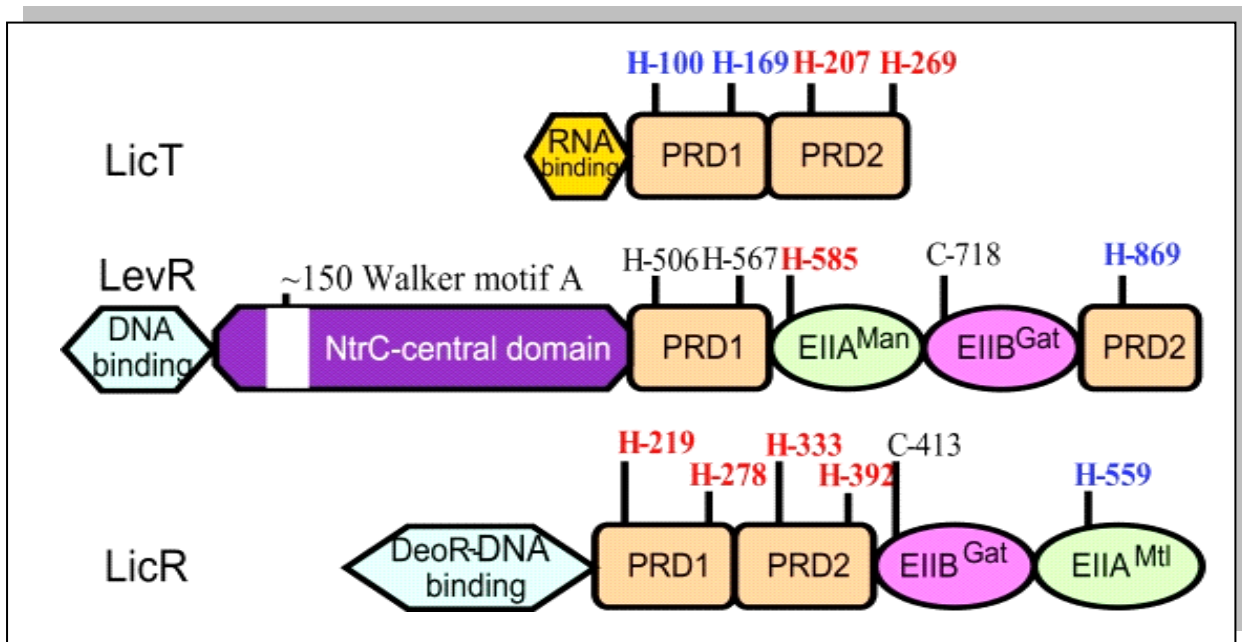 H-100 H-169 H-207 H-269
LicT
RNA
binding
PRD1
PRD2
LevR
~150 Walker motif A
H-506
H-567
H-585
C-718
H-869
DNA
binding
NtrC-central domain
PRD1
EIIA^Man
EIIB^Gat
PRD2
H-219
H-278
H-333
H-392
C-413
H-559
LicR
DeoR-DNA
binding
PRD1
PRD2
EIIB^Gat
EIIA^Mtl